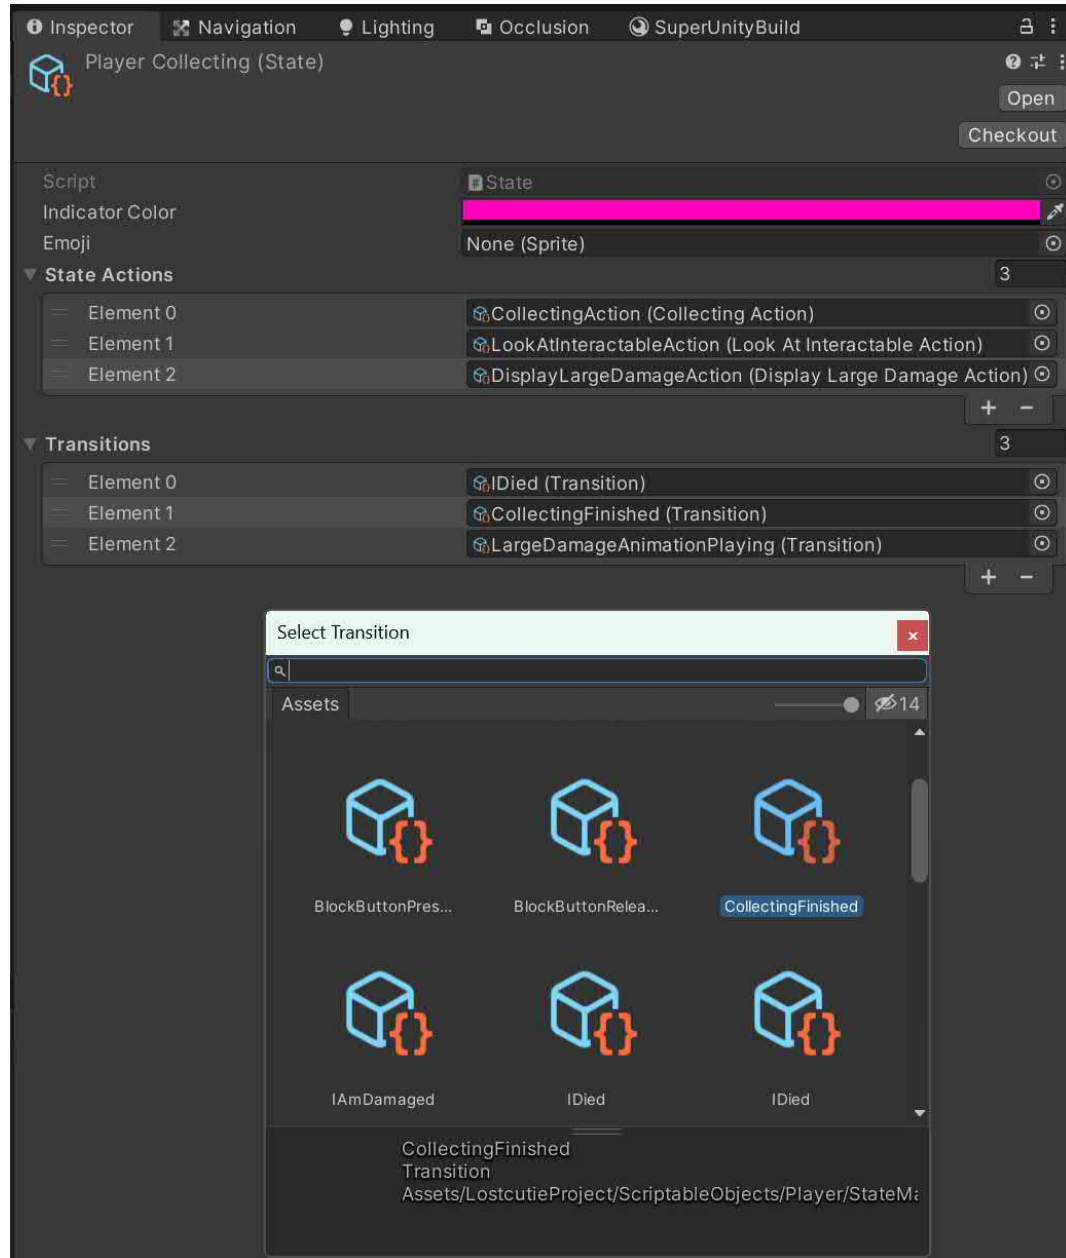 Inspector Navigation Lighting Occlusion SuperUnityBuild
Player Collecting (State)
Open
Checkout
Script State
Indicator Color
Emoji None (Sprite)
State Actions 3
Element 0 CollectingAction (Collecting Action)
Element 1 LookAtInteractableAction (Look At Interactable Action)
Element 2 DisplayLargeDamageAction (Display Large Damage Action)
+ −
Transitions 3
Element 0 IDied (Transition)
Element 1 CollectingFinished (Transition)
Element 2 LargeDamageAnimationPlaying (Transition)
+ −
Select Transition
Assets 14
BlockButtonPres... BlockButtonRelea... CollectingFinished
IAmDamaged IDied IDied
CollectingFinished
Transition
Assets/LostcutieProject/ScriptableObjects/Player/StateMa